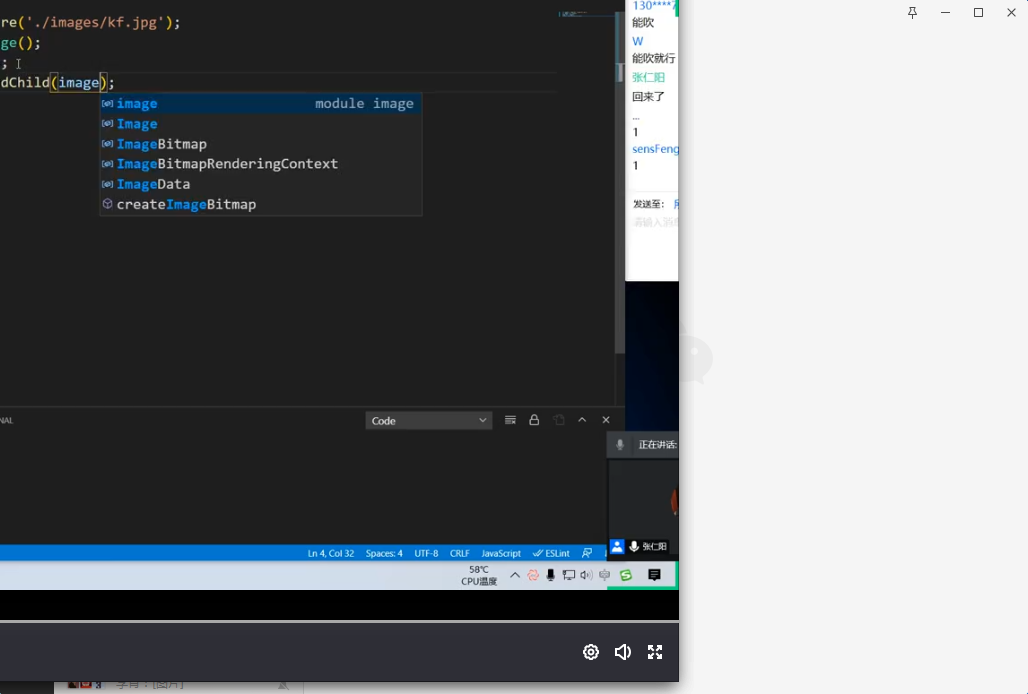 re('./images/kf.jpg');
ge();
;
dChild(image);
image module image
Image
ImageBitmap
ImageBitmapRenderingContext
ImageData
createImageBitmap
130****7
能吹
W
能吹就行
张仁阳
回来了
...
1
sensFeng
1
发送至:
请输入
NAL
Code
正在讲话:
张仁阳
Ln 4, Col 32 Spaces: 4 UTF-8 CRLF JavaScript ESLint
58℃
CPU温度
[图片]